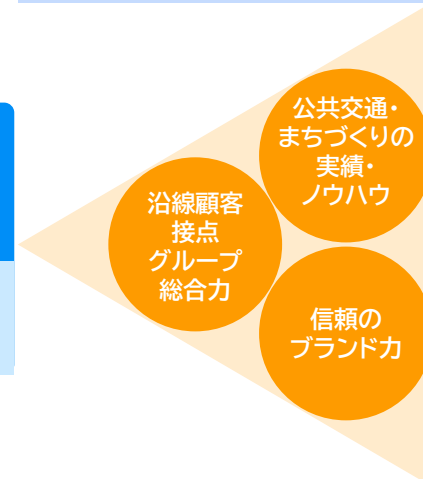 公共交通・
まちづくりの
実績・
ノウハウ
沿線顧客
接点
グループ
総合力
信頼の
ブランド力